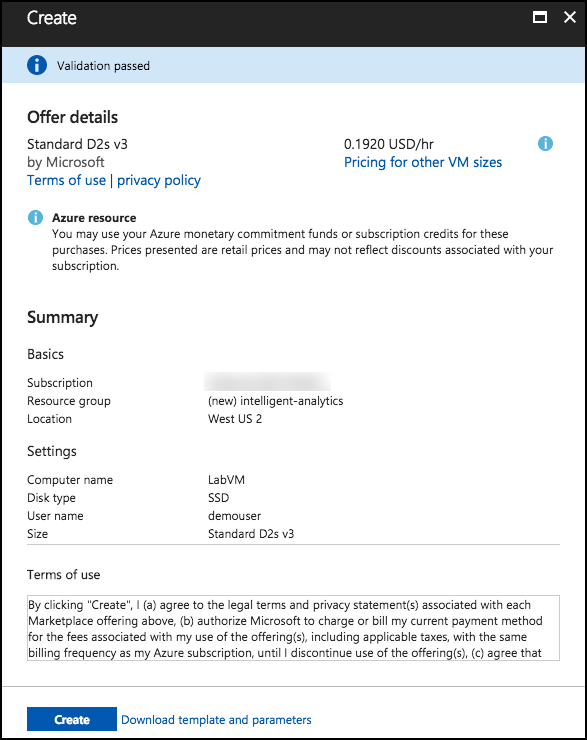 Create
Validation passed
Offer details
Standard D2s v3
by Microsoft
Terms of use | privacy policy
0.1920 USD/hr
Pricing for other VM sizes
Azure resource
You may use your Azure monetary commitment funds or subscription credits for these
purchases. Prices presented are retail prices and may not reflect discounts associated with your
subscription.
Summary
Basics
Subscription
Resource group (new) intelligent-analytics
Location West US 2
Settings
Computer name LabVM
Disk type SSD
User name demouser
Size Standard D2s v3
Terms of use
By clicking "Create", I (a) agree to the legal terms and privacy statement(s) associated with each
Marketplace offering above, (b) authorize Microsoft to charge or bill my current payment method
for the fees associated with my use of the offering(s), including applicable taxes, with the same
billing frequency as my Azure subscription, until I discontinue use of the offering(s), (c) agree that
Create Download template and parameters